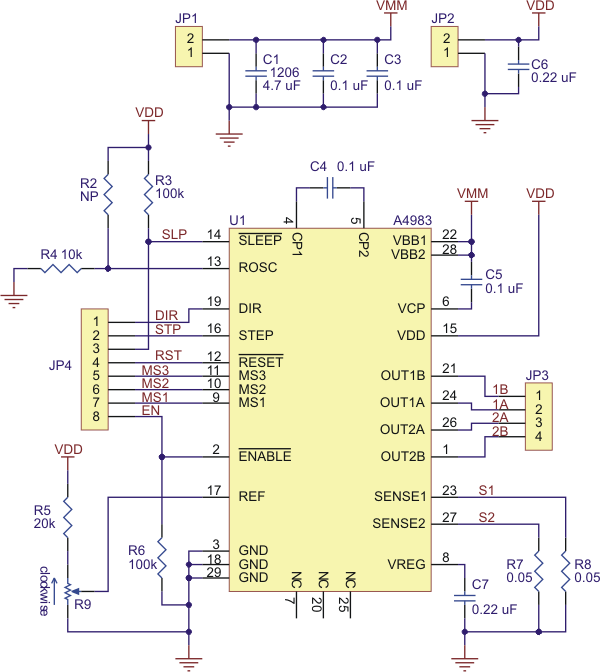 JP1
2
1
VMM
C1
1206
4.7 uF
C2
0.1 uF
C3
0.1 uF
JP2
2
1
VDD
C6
0.22 uF
VDD
R2
NP
R3
100k
R4 10k
SLP
C4 0.1 uF
U1
A4983
4
CP1
5
CP2
14
SLEEP
13
ROSC
19
DIR
16
STEP
12
RESET
11
MS3
10
MS2
9
MS1
2
ENABLE
17
REF
3
GND
18
GND
29
GND
NC
7
NC
20
NC
25
22
VBB1
28
VBB2
6
VCP
15
VDD
21
OUT1B
24
OUT1A
26
OUT2A
1
OUT2B
23
SENSE1
27
SENSE2
8
VREG
VMM
VDD
C5
0.1 uF
JP4
1
2
3
4
5
6
7
8
DIR
STP
RST
MS3
MS2
MS1
EN
JP3
1
2
3
4
1B
1A
2A
2B
S1
S2
R7
0.05
R8
0.05
C7
0.22 uF
VDD
R5
20k
clockwise
R9
R6
100k